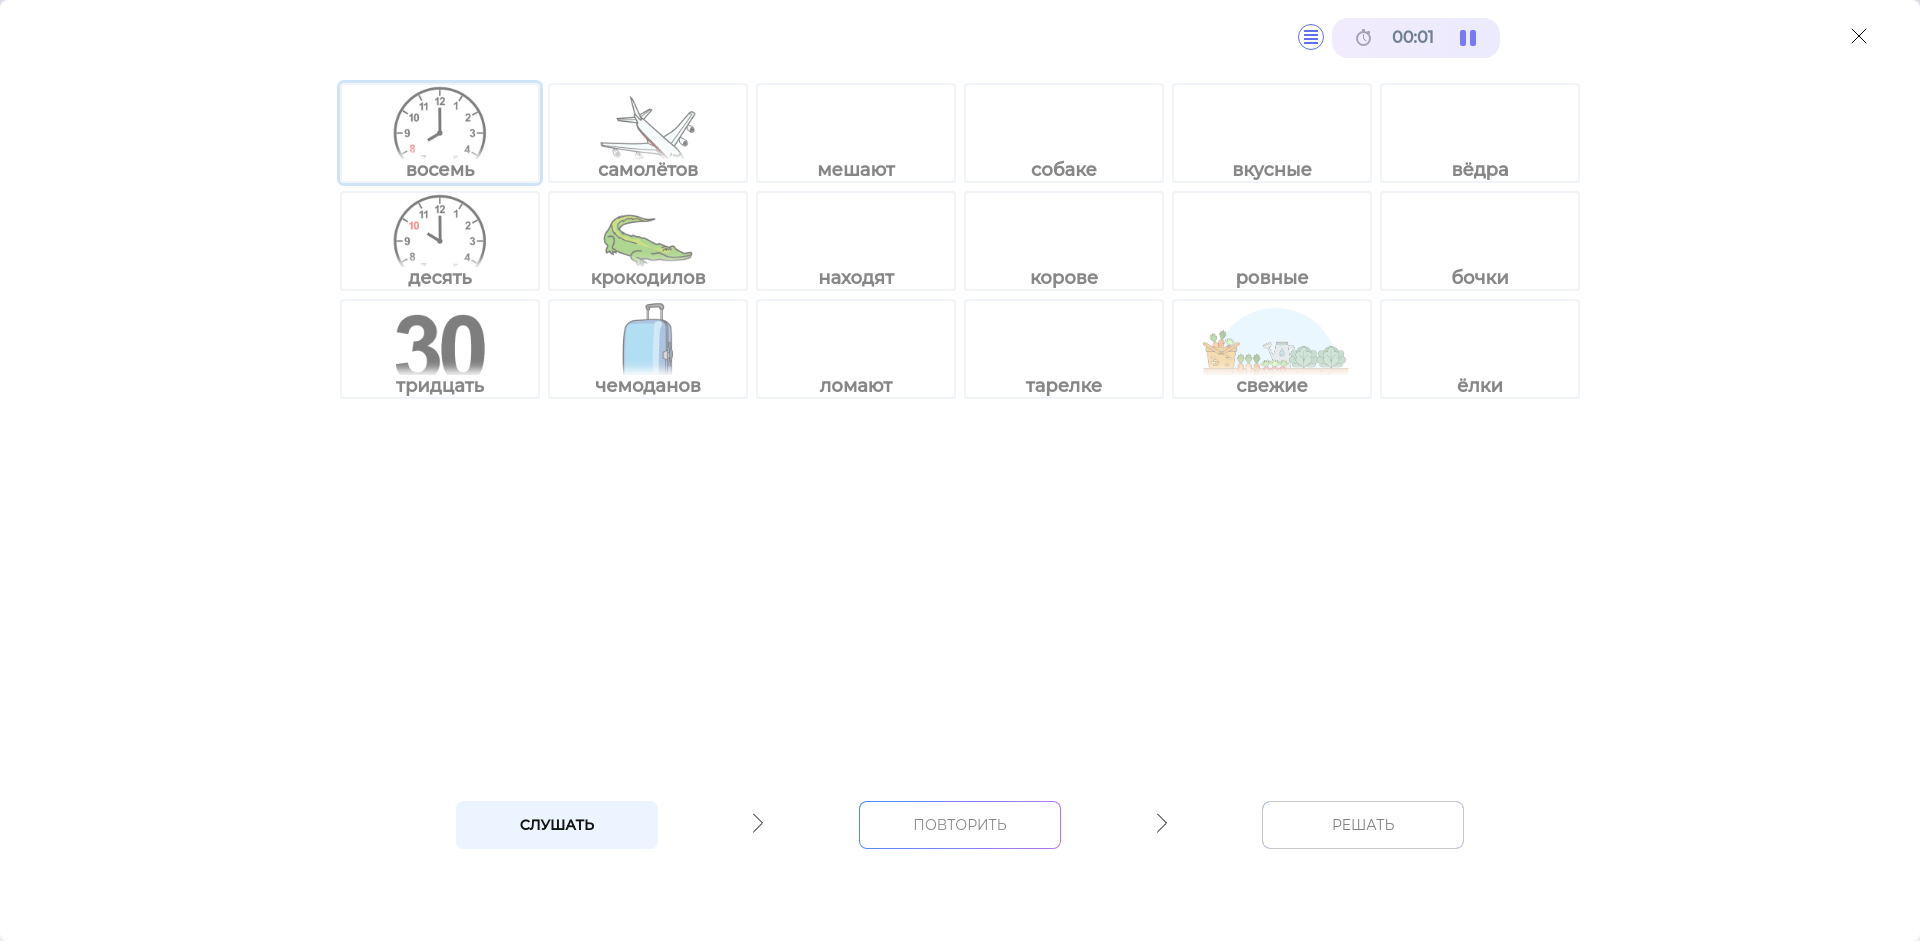 00:01
восемь самолётов мешают собаке вкусные вёдра
десять крокодилов находят корове ровные бочки
30
тридцать чемоданов ломают тарелке свежие ёлки
СЛУШАТЬ ПОВТОРИТЬ РЕШАТЬ